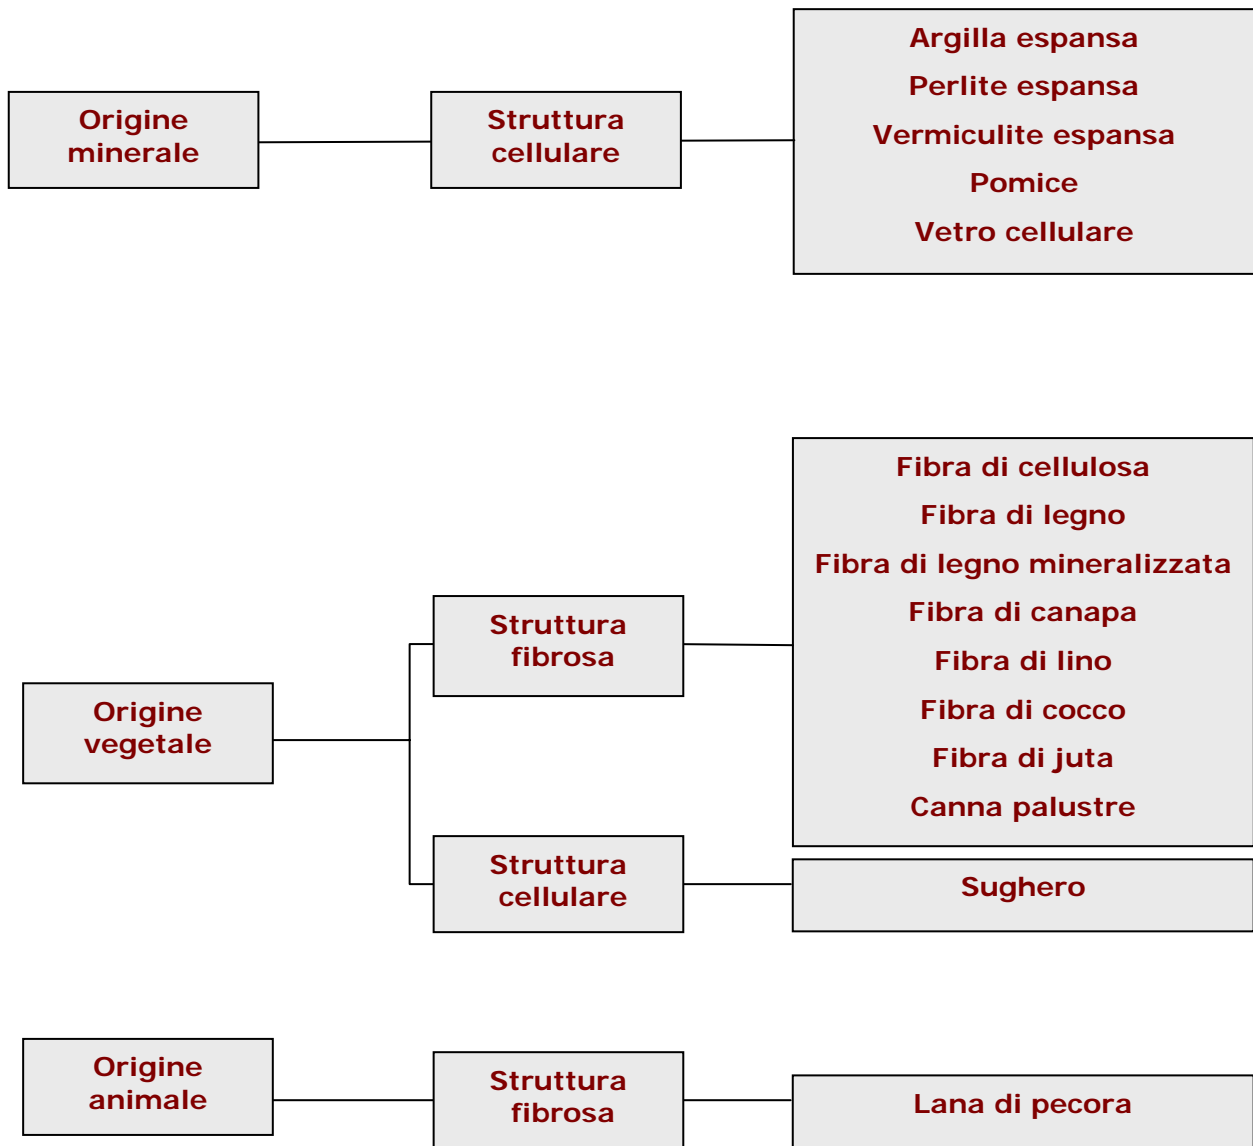 Origine
minerale
Struttura
cellulare
Argilla espansa
Perlite espansa
Vermiculite espansa
Pomice
Vetro cellulare
Origine
vegetale
Struttura
fibrosa
Fibra di cellulosa
Fibra di legno
Fibra di legno mineralizzata
Fibra di canapa
Fibra di lino
Fibra di cocco
Fibra di juta
Canna palustre
Struttura
cellulare
Sughero
Origine
animale
Struttura
fibrosa
Lana di pecora